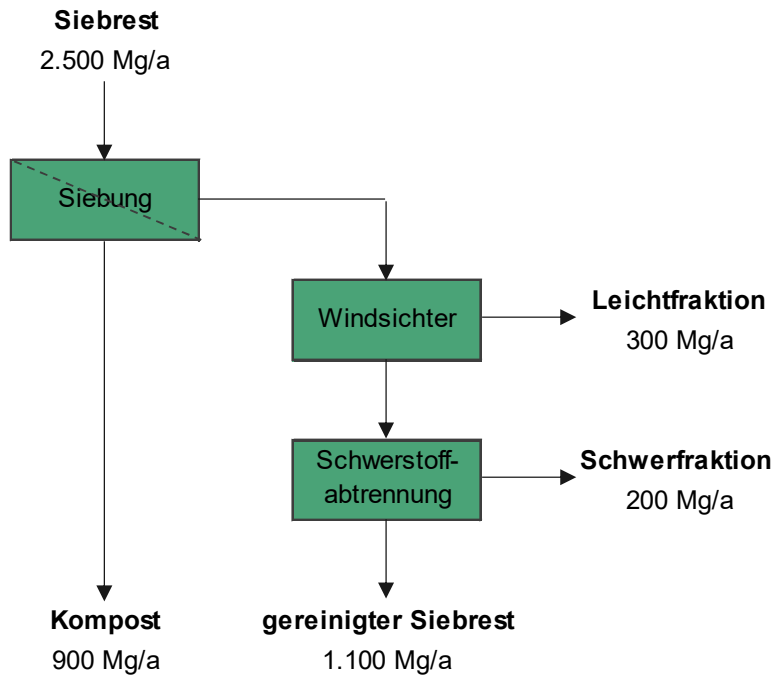 Siebrest
2.500 Mg/a
Siebung
Windsichter
Leichtfraktion
300 Mg/a
Schwerstoff-
abtrennung
Schwerfraktion
200 Mg/a
Kompost
900 Mg/a
gereinigter Siebrest
1.100 Mg/a